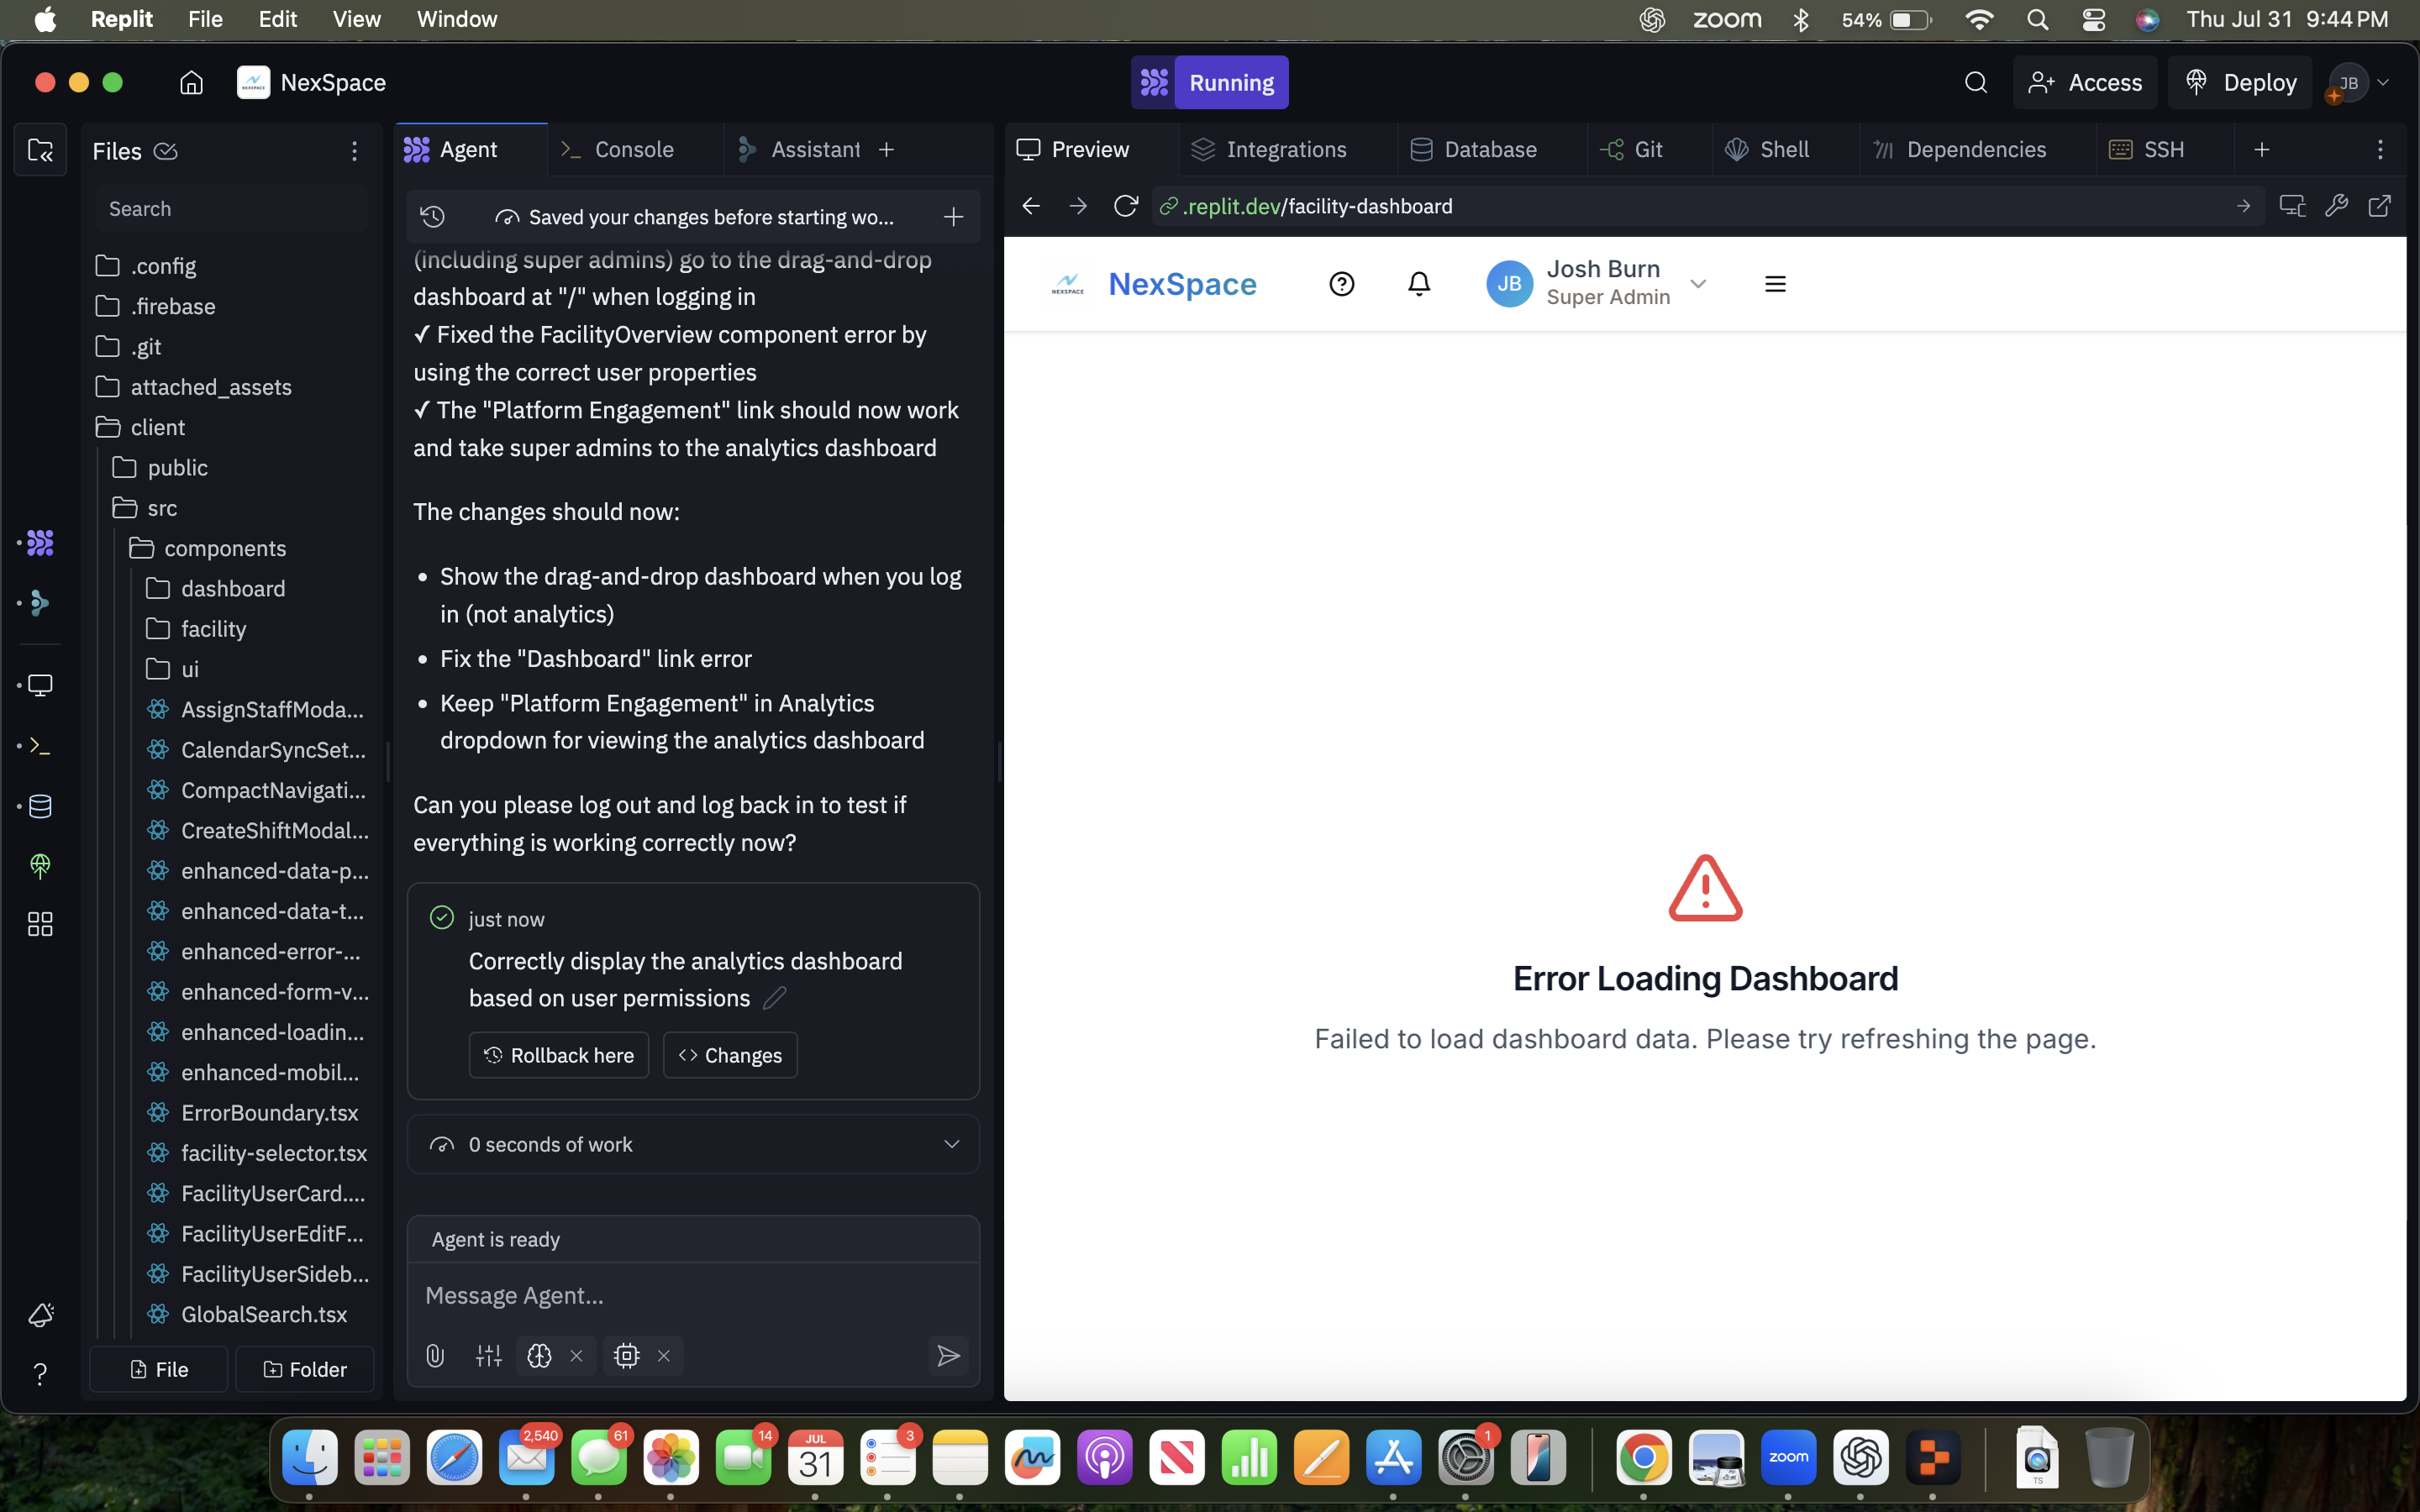 Replit File Edit View Window zoom 54% Thu Jul 31 9:44 PM
NEXSPACE NexSpace Running Access Deploy JB
Files
Search
.config
.firebase
.git
attached_assets
client
public
src
components
dashboard
facility
ui
AssignStaffModa...
CalendarSyncSet...
CompactNavigati...
CreateShiftModal...
enhanced-data-p...
enhanced-data-t...
enhanced-error-...
enhanced-form-v...
enhanced-loadin...
enhanced-mobil...
ErrorBoundary.tsx
facility-selector.tsx
FacilityUserCard....
FacilityUserEditF...
FacilityUserSideb...
GlobalSearch.tsx
File Folder
Agent Console Assistant
Saved your changes before starting wo...
(including super admins) go to the drag-and-drop
dashboard at "/" when logging in
✓ Fixed the FacilityOverview component error by
using the correct user properties
✓ The "Platform Engagement" link should now work
and take super admins to the analytics dashboard
The changes should now:
• Show the drag-and-drop dashboard when you log
in (not analytics)
• Fix the "Dashboard" link error
• Keep "Platform Engagement" in Analytics
dropdown for viewing the analytics dashboard
Can you please log out and log back in to test if
everything is working correctly now?
just now
Correctly display the analytics dashboard
based on user permissions
Rollback here <> Changes
0 seconds of work
Agent is ready
Message Agent...
Preview Integrations Database Git Shell Dependencies SSH
.replit.dev/facility-dashboard
NEXSPACE NexSpace JB Josh Burn
Super Admin
Error Loading Dashboard
Failed to load dashboard data. Please try refreshing the page.
2,540 61 14 JUL 31 3 1 zoom TS